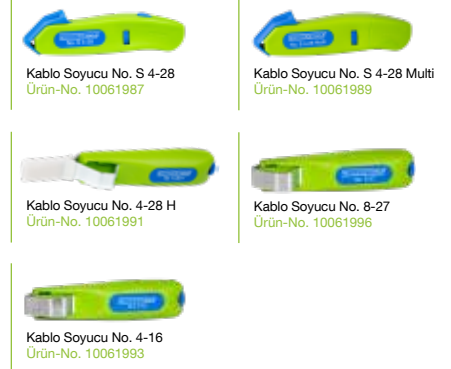 Kablo Soyucu No. S 4-28
Ürün-No. 10061987
Kablo Soyucu No. S 4-28 Multi
Ürün-No. 10061989
Kablo Soyucu No. 4-28 H
Ürün-No. 10061991
Kablo Soyucu No. 8-27
Ürün-No. 10061996
Kablo Soyucu No. 4-16
Ürün-No. 10061993